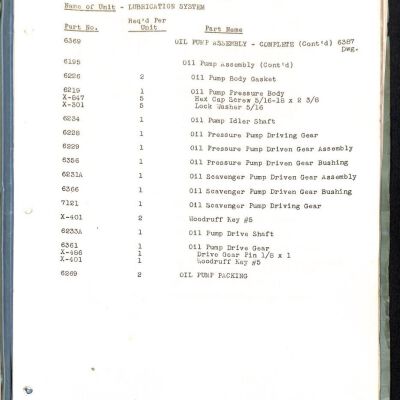 Name of Unit - LUBRICATION SYSTEM
Part No. Req'd Per Unit Part Name
6369 OIL PUMP ASSEMBLY - COMPLETE (Cont'd) 6387 Dwg.
6195 Oil Pump Assembly (Cont'd)
6226 2 Oil Pump Body Gasket
6219 1 Oil Pump Pressure Body
X-647 5 Hex Cap Screw 5/16-18 x 2 3/8
X-301 5 Lock Washer 5/16
6234 1 Oil Pump Idler Shaft
6228 1 Oil Pressure Pump Driving Gear
6229 1 Oil Pressure Pump Driven Gear Assembly
6356 1 Oil Pressure Pump Driven Gear Bushing
6231A 1 Oil Scavenger Pump Driven Gear Assembly
6366 1 Oil Scavenger Pump Driven Gear Bushing
7121 1 Oil Scavenger Pump Driving Gear
X-401 2 Woodruff Key #5
6233A 1 Oil Pump Drive Shaft
6361 1 Oil Pump Drive Gear
X-486 1 Drive Gear Pin 1/8 x 1
X-401 1 Woodruff Key #5
6269 2 OIL PUMP PACKING